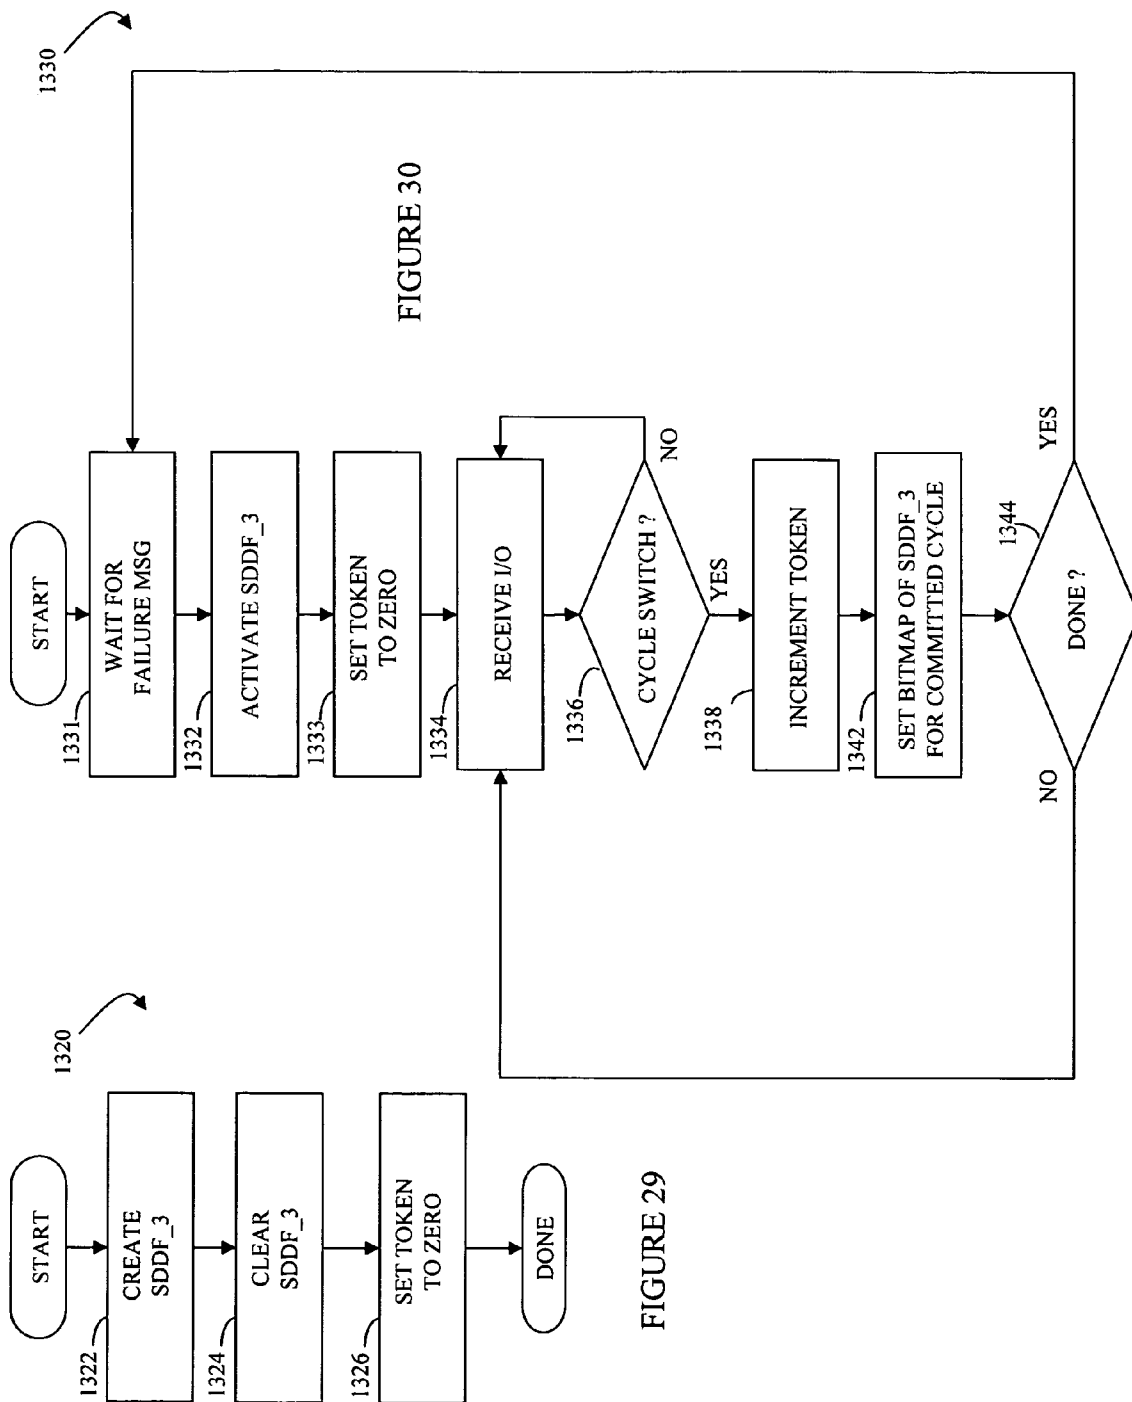 1320
START
1322
CREATE
SDDF_3
1324
CLEAR
SDDF_3
1326
SET TOKEN
TO ZERO
DONE
FIGURE 29
1330
START
1331
WAIT FOR
FAILURE MSG
1332
ACTIVATE SDDF_3
1333
SET TOKEN
TO ZERO
1334
RECEIVE I/O
1336
CYCLE SWITCH ?
NO
YES
1338
INCREMENT TOKEN
1342
SET BITMAP OF SDDF_3
FOR COMMITTED CYCLE
1344
DONE ?
NO
YES
FIGURE 30